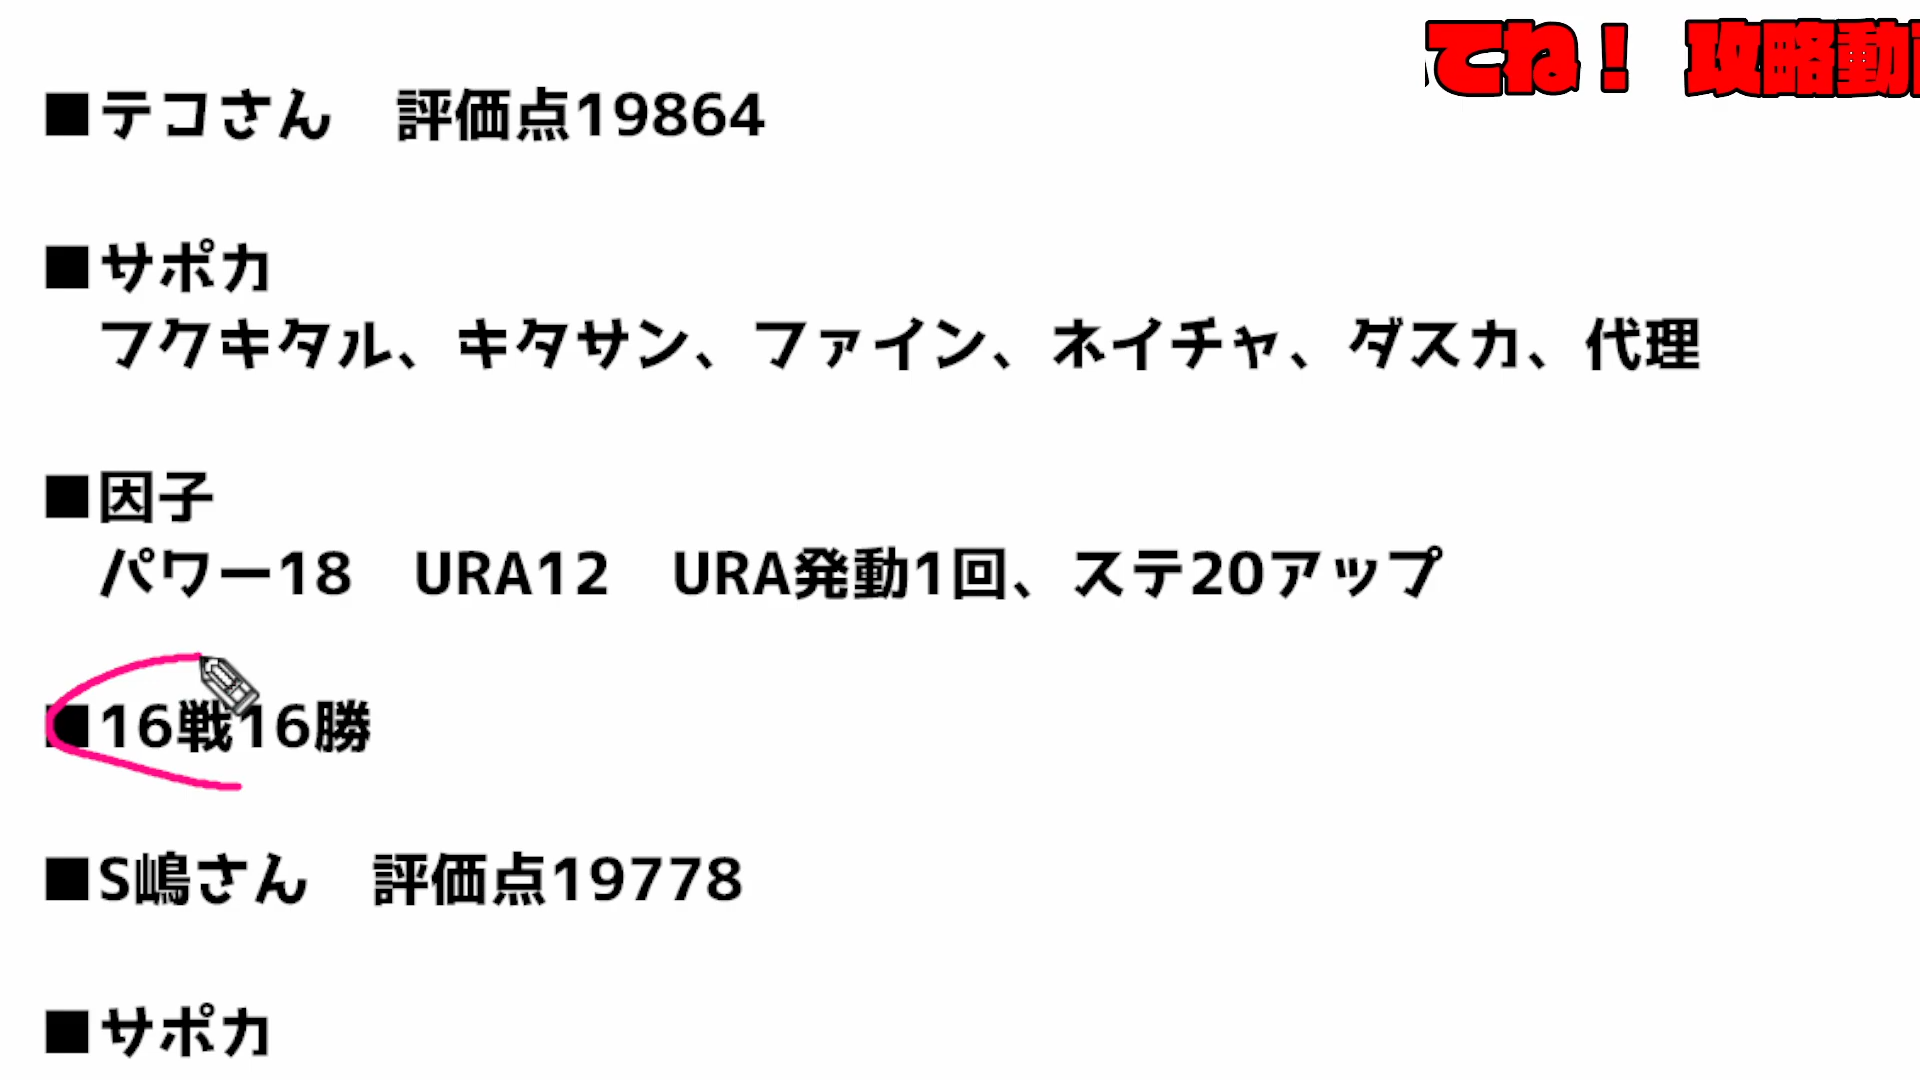 てね！ 攻略動
■テコさん　評価点19864
■サポカ
フクキタル、キタサン、ファイン、ネイチャ、ダスカ、代理
■因子
パワー18　URA12　URA発動1回、ステ20アップ
■16戦16勝
■S嶋さん　評価点19778
■サポカ